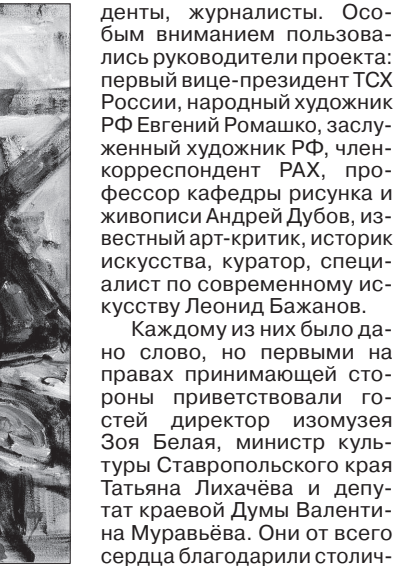 денты, журналисты. Осо-
бым вниманием пользова-
лись руководители проекта:
первый вице-президент ТСХ
России, народный художник
РФ Евгений Ромашко, заслу-
женный художник РФ, член-
корреспондент РАХ, про-
фессор кафедры рисунка и
живописи Андрей Дубов, из-
вестный арт-критик, историк
искусства, куратор, специ-
алист по современному ис-
кусству Леонид Бажанов.
Каждому из них было да-
но слово, но первыми на
правах принимающей сто-
роны приветствовали го-
стей директор изомузея
Зоя Белая, министр куль-
туры Ставропольского края
Татьяна Лихачёва и депу-
тат краевой Думы Валенти-
на Муравьёва. Они от всего
сердца благодарили столич-